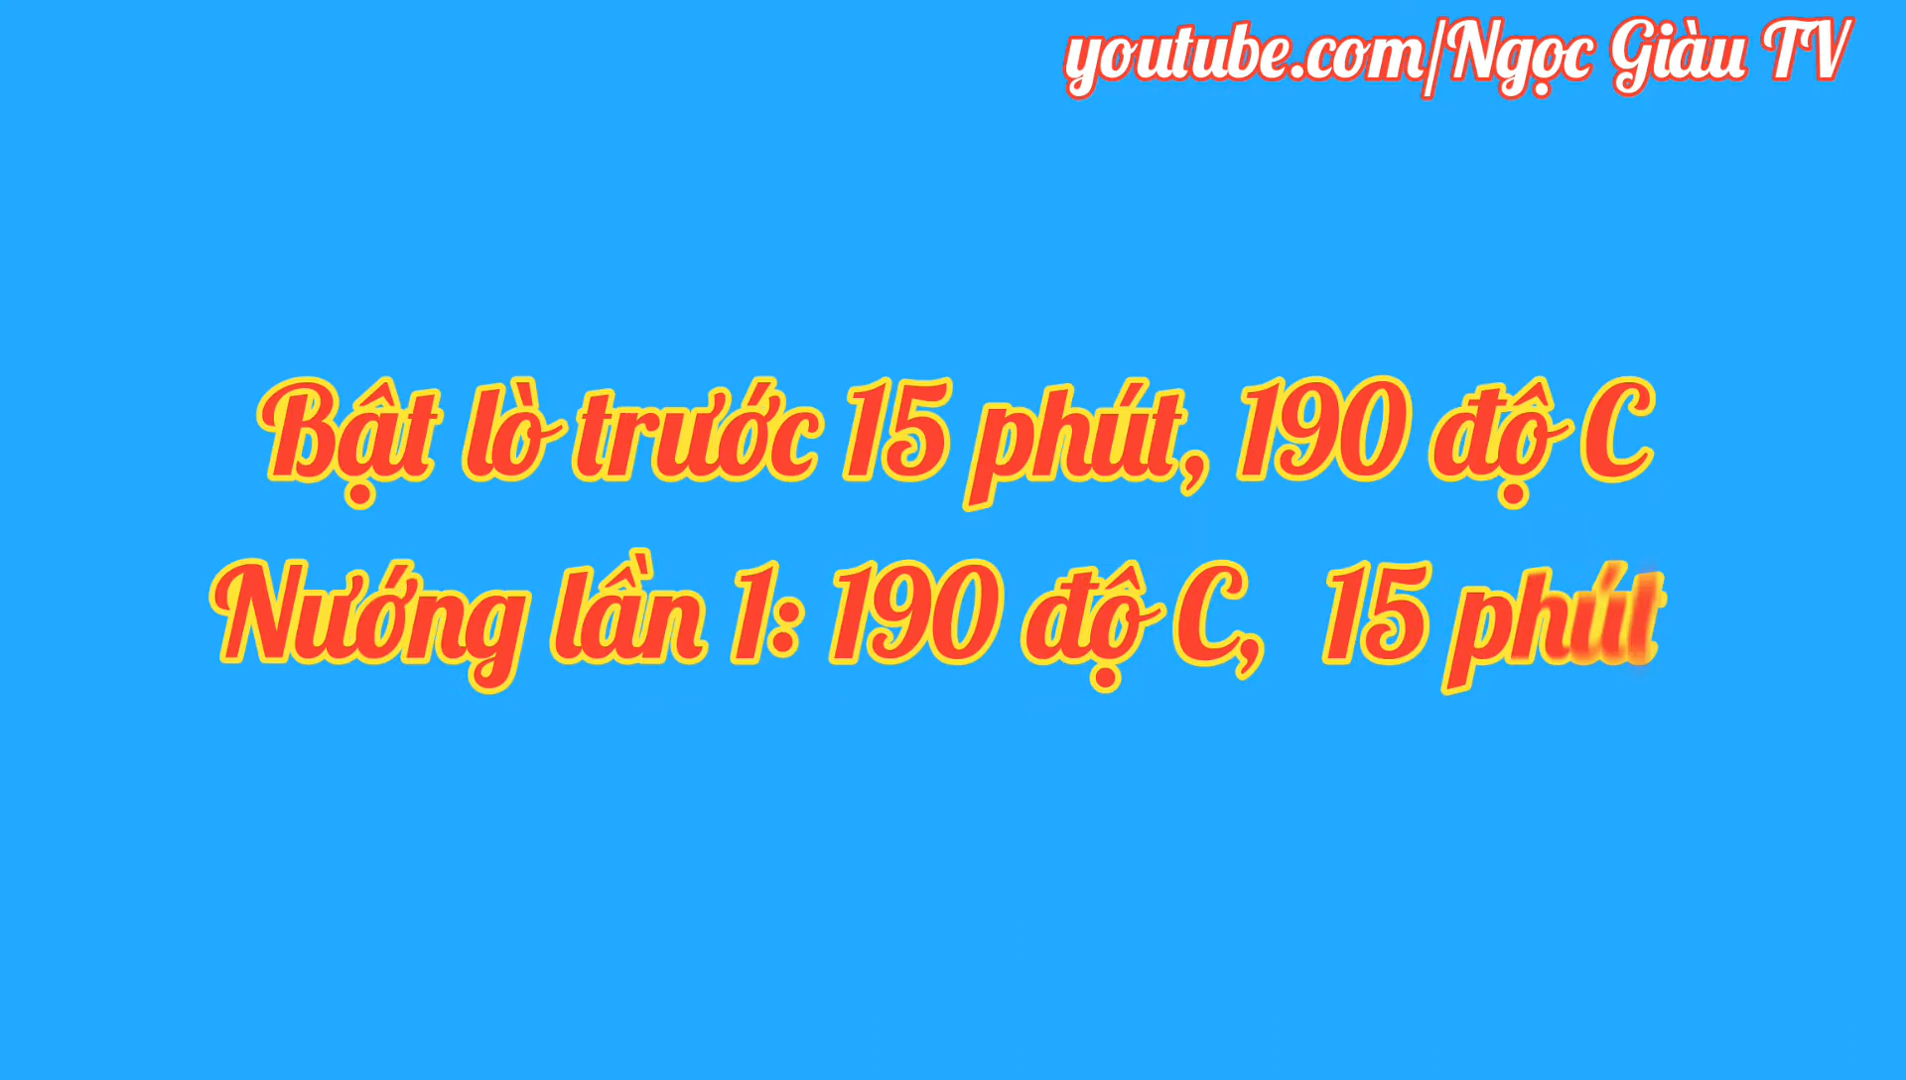 youtube.com/Ngọc Giàu TV
Bật lò trước 15 phút, 190 độ C
Nướng lần 1: 190 độ C, 15 phút